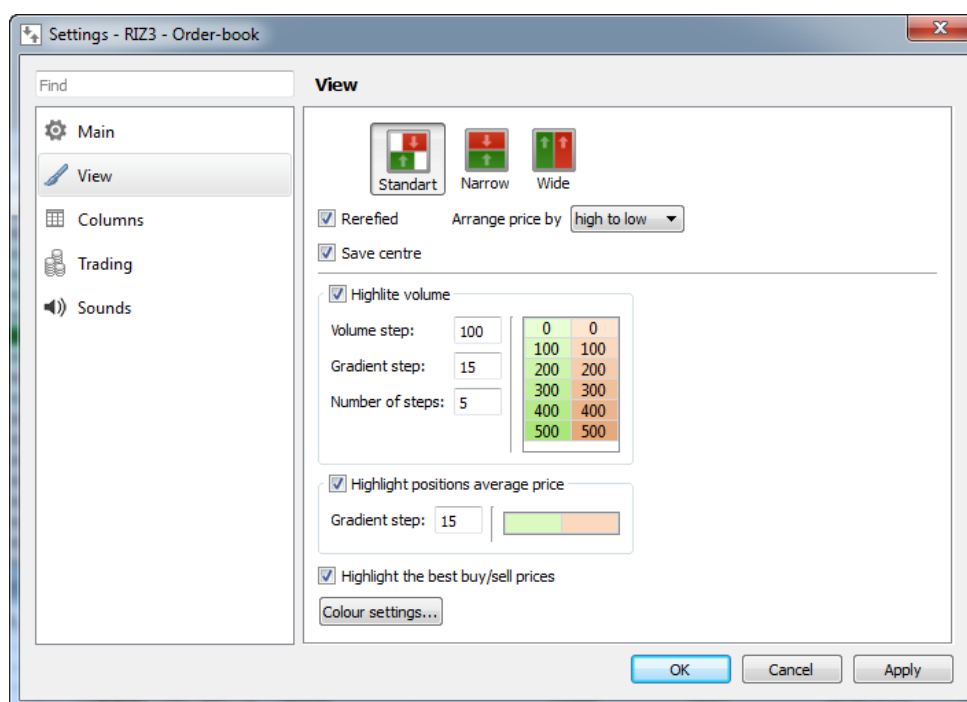 Settings - RIZ3 - Order-book
Find
Main
View
Columns
Trading
Sounds
View
Standart Narrow Wide
Rerefied Arrange price by high to low
Save centre
Highlite volume
Volume step: 100
Gradient step: 15
Number of steps: 5
0 0
100 100
200 200
300 300
400 400
500 500
Highlight positions average price
Gradient step: 15
Highlight the best buy/sell prices
Colour settings...
OK Cancel Apply